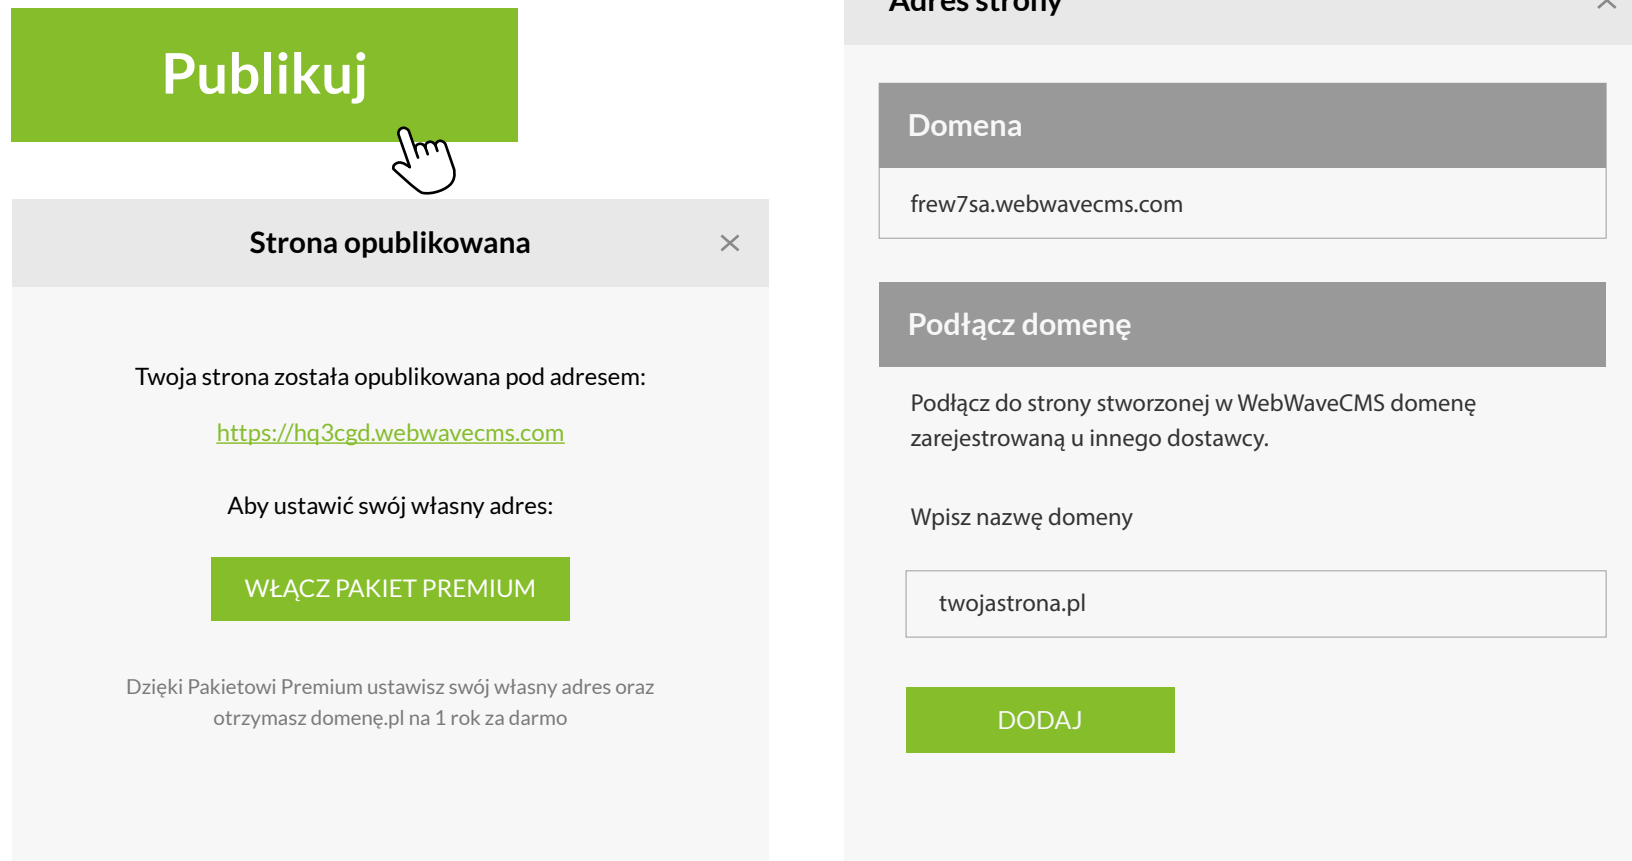 Publikuj
Strona opublikowana
Twoja strona została opublikowana pod adresem:
https://hq3cgd.webwavecms.com
Aby ustawić swój własny adres:
WŁĄCZ PAKIET PREMIUM
Dzięki Pakietowi Premium ustawisz swój własny adres oraz
otrzymasz domenę.pl na 1 rok za darmo
Adres strony
Domena
frew7sa.webwavecms.com
Podłącz domenę
Podłącz do strony stworzonej w WebWaveCMS domenę
zarejestrowaną u innego dostawcy.
Wpisz nazwę domeny
twojastrona.pl
DODAJ